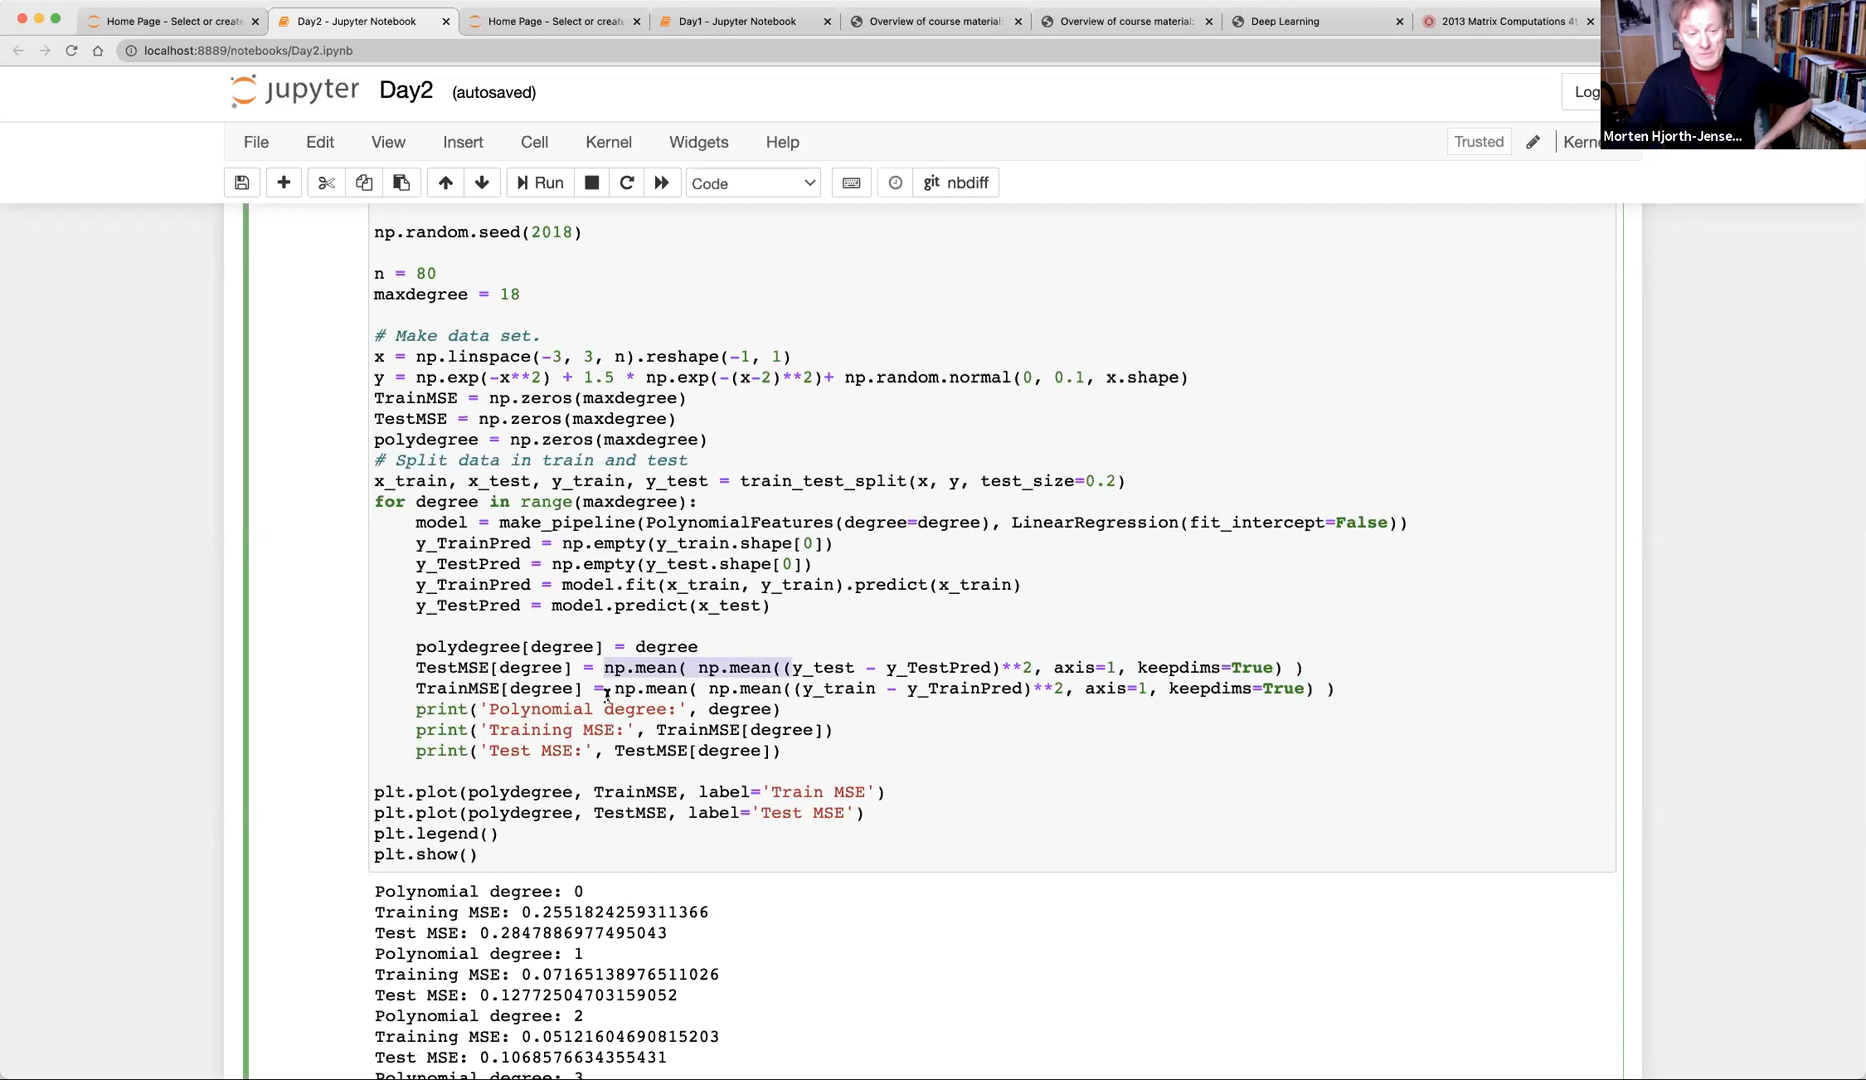 Home Page - Select or create
Day2 - Jupyter Notebook
Home Page - Select or create
Day1 - Jupyter Notebook
Overview of course material:
Overview of course material:
Deep Learning
2013 Matrix Computations 4t
localhost:8889/notebooks/Day2.ipynb
jupyter Day2 (autosaved)
Log
File Edit View Insert Cell Kernel Widgets Help
Trusted
Kern
Morten Hjorth-Jense...
Run
Code
git nbdiff
np.random.seed(2018)
n = 80
maxdegree = 18
# Make data set.
x = np.linspace(-3, 3, n).reshape(-1, 1)
y = np.exp(-x**2) + 1.5 * np.exp(-(x-2)**2)+ np.random.normal(0, 0.1, x.shape)
TrainMSE = np.zeros(maxdegree)
TestMSE = np.zeros(maxdegree)
polydegree = np.zeros(maxdegree)
# Split data in train and test
x_train, x_test, y_train, y_test = train_test_split(x, y, test_size=0.2)
for degree in range(maxdegree):
    model = make_pipeline(PolynomialFeatures(degree=degree), LinearRegression(fit_intercept=False))
    y_TrainPred = np.empty(y_train.shape[0])
    y_TestPred = np.empty(y_test.shape[0])
    y_TrainPred = model.fit(x_train, y_train).predict(x_train)
    y_TestPred = model.predict(x_test)
    polydegree[degree] = degree
    TestMSE[degree] = np.mean( np.mean((y_test - y_TestPred)**2, axis=1, keepdims=True) )
    TrainMSE[degree] = np.mean( np.mean((y_train - y_TrainPred)**2, axis=1, keepdims=True) )
    print('Polynomial degree:', degree)
    print('Training MSE:', TrainMSE[degree])
    print('Test MSE:', TestMSE[degree])
plt.plot(polydegree, TrainMSE, label='Train MSE')
plt.plot(polydegree, TestMSE, label='Test MSE')
plt.legend()
plt.show()
Polynomial degree: 0
Training MSE: 0.2551824259311366
Test MSE: 0.2847886977495043
Polynomial degree: 1
Training MSE: 0.07165138976511026
Test MSE: 0.12772504703159052
Polynomial degree: 2
Training MSE: 0.05121604690815203
Test MSE: 0.1068576634355431
Polynomial degree: 3